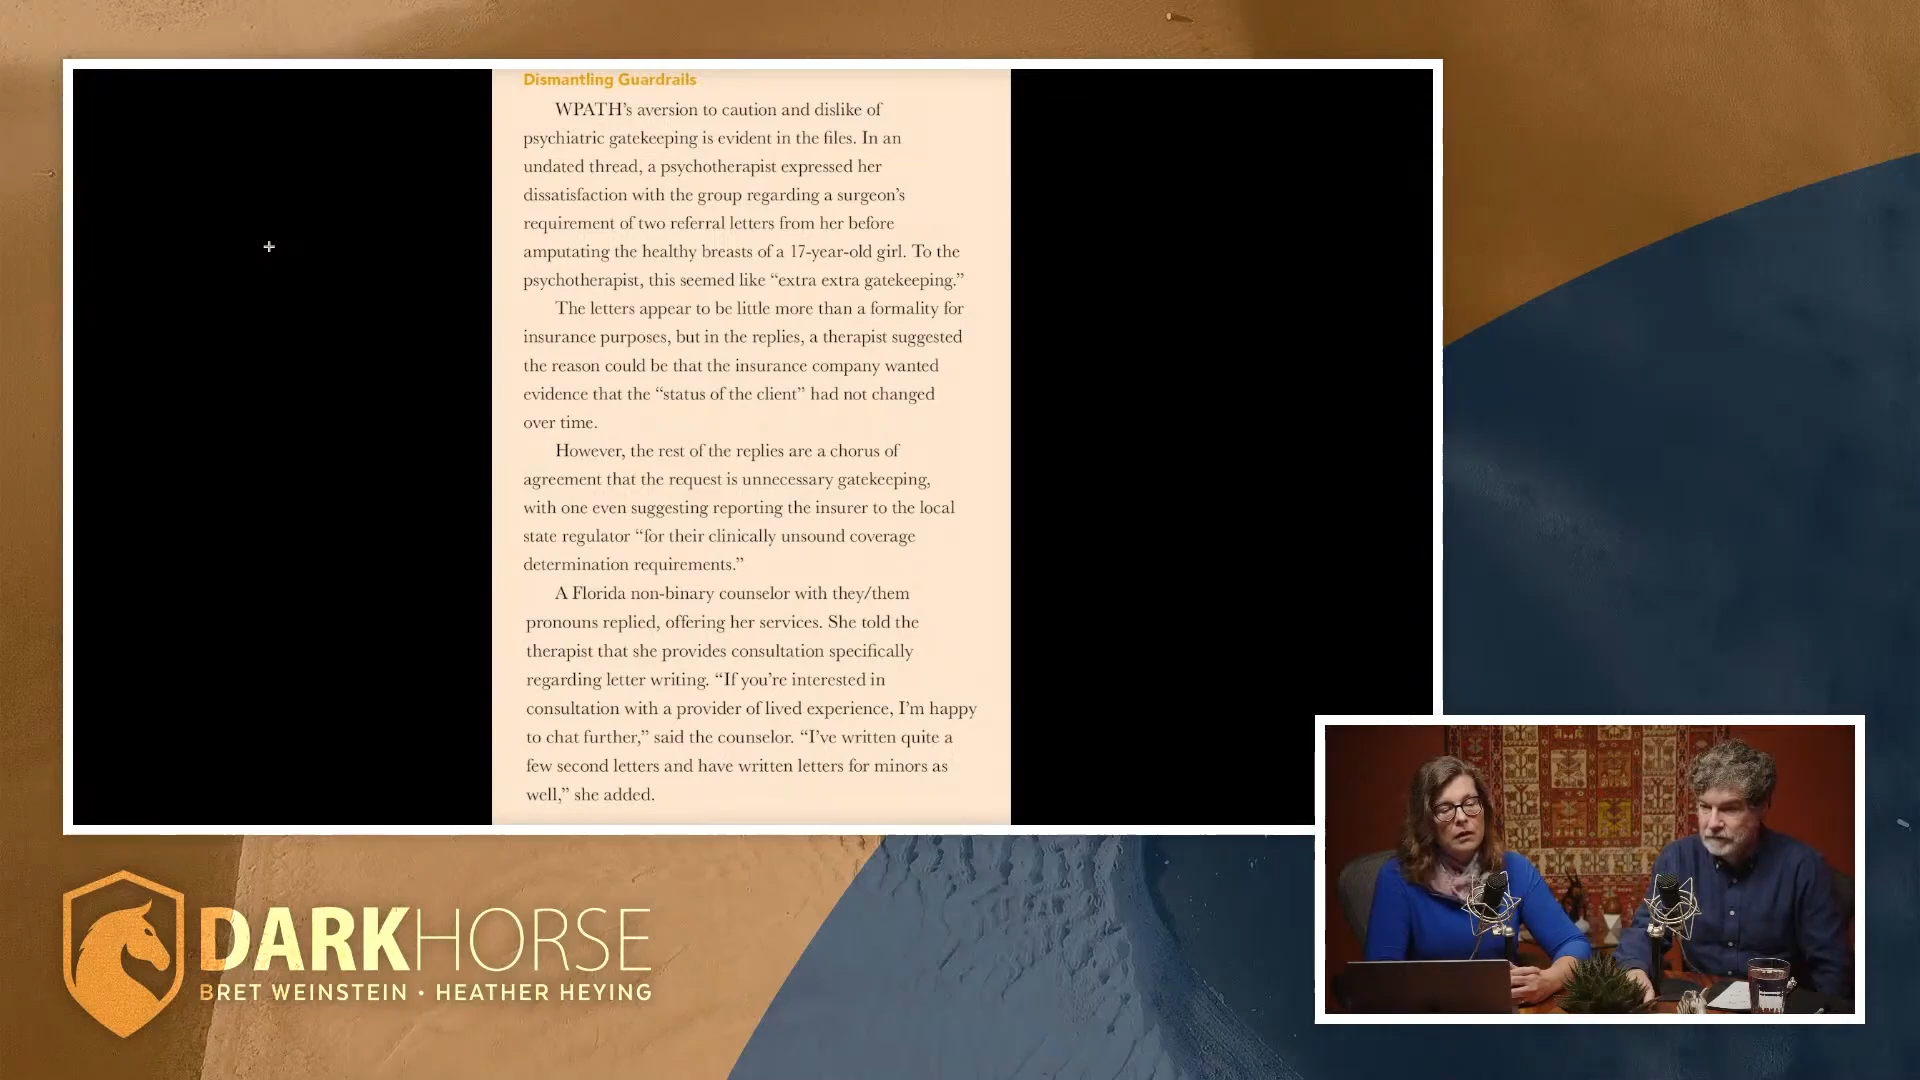 Dismantling Guardrails
WPATH’s aversion to caution and dislike of
psychiatric gatekeeping is evident in the files. In an
undated thread, a psychotherapist expressed her
dissatisfaction with the group regarding a surgeon’s
requirement of two referral letters from her before
amputating the healthy breasts of a 17-year-old girl. To the
psychotherapist, this seemed like “extra extra gatekeeping.”
The letters appear to be little more than a formality for
insurance purposes, but in the replies, a therapist suggested
the reason could be that the insurance company wanted
evidence that the “status of the client” had not changed
over time.
However, the rest of the replies are a chorus of
agreement that the request is unnecessary gatekeeping,
with one even suggesting reporting the insurer to the local
state regulator “for their clinically unsound coverage
determination requirements.”
A Florida non-binary counselor with they/them
pronouns replied, offering her services. She told the
therapist that she provides consultation specifically
regarding letter writing. “If you’re interested in
consultation with a provider of lived experience, I’m happy
to chat further,” said the counselor. “I’ve written quite a
few second letters and have written letters for minors as
well,” she added.
DARKHORSE
BRET WEINSTEIN • HEATHER HEYING